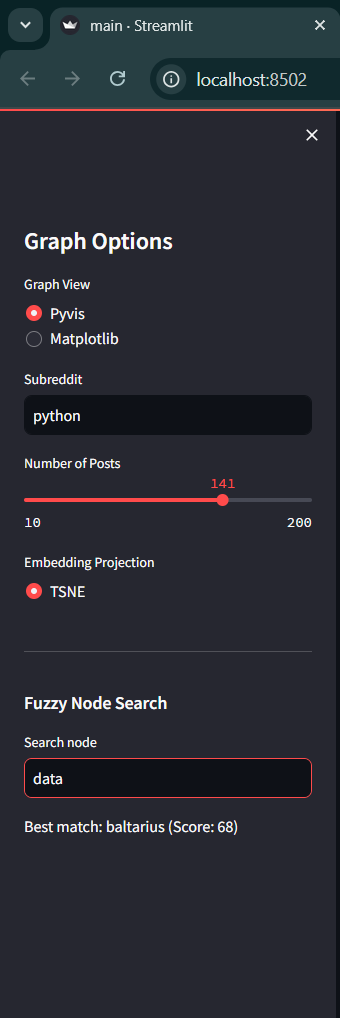 main · Streamlit
localhost:8502
Graph Options
Graph View
Pyvis
Matplotlib
Subreddit
python
Number of Posts
141
10 200
Embedding Projection
TSNE
Fuzzy Node Search
Search node
data
Best match: baltarius (Score: 68)